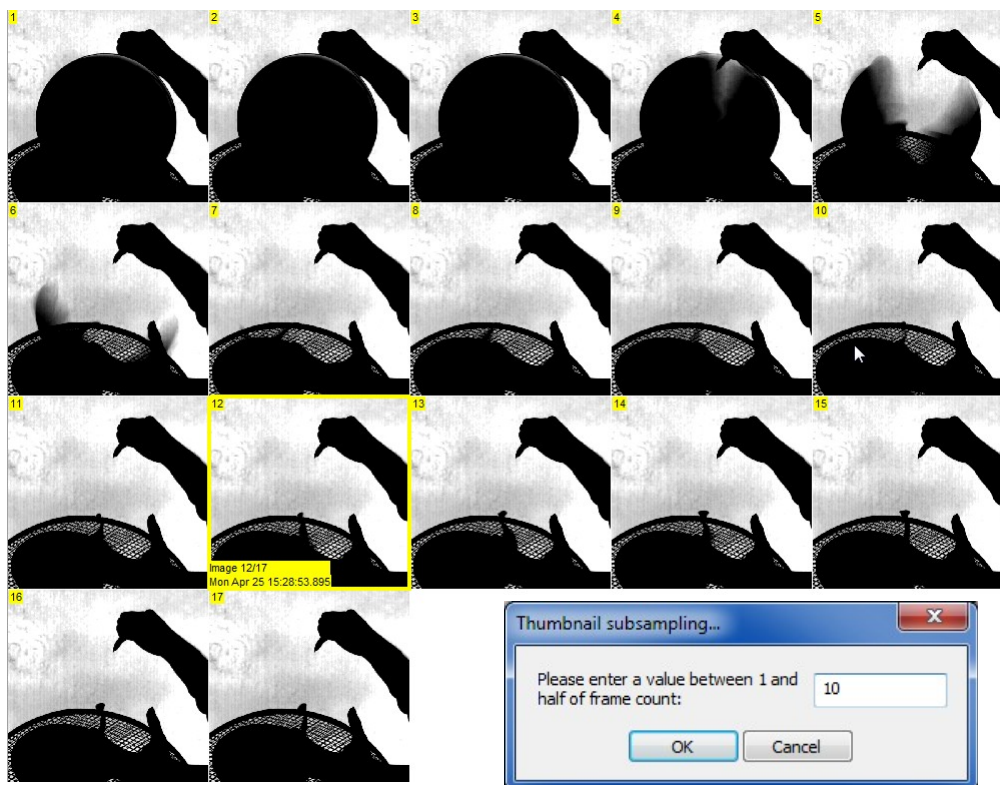 1
2
3
4
5
6
7
8
9
10
11
12
13
14
15
Image 12/17
Mon Apr 25 15:28:53.895
16
17
Thumbnail subsampling...
Please enter a value between 1 and
half of frame count:
10
OK
Cancel